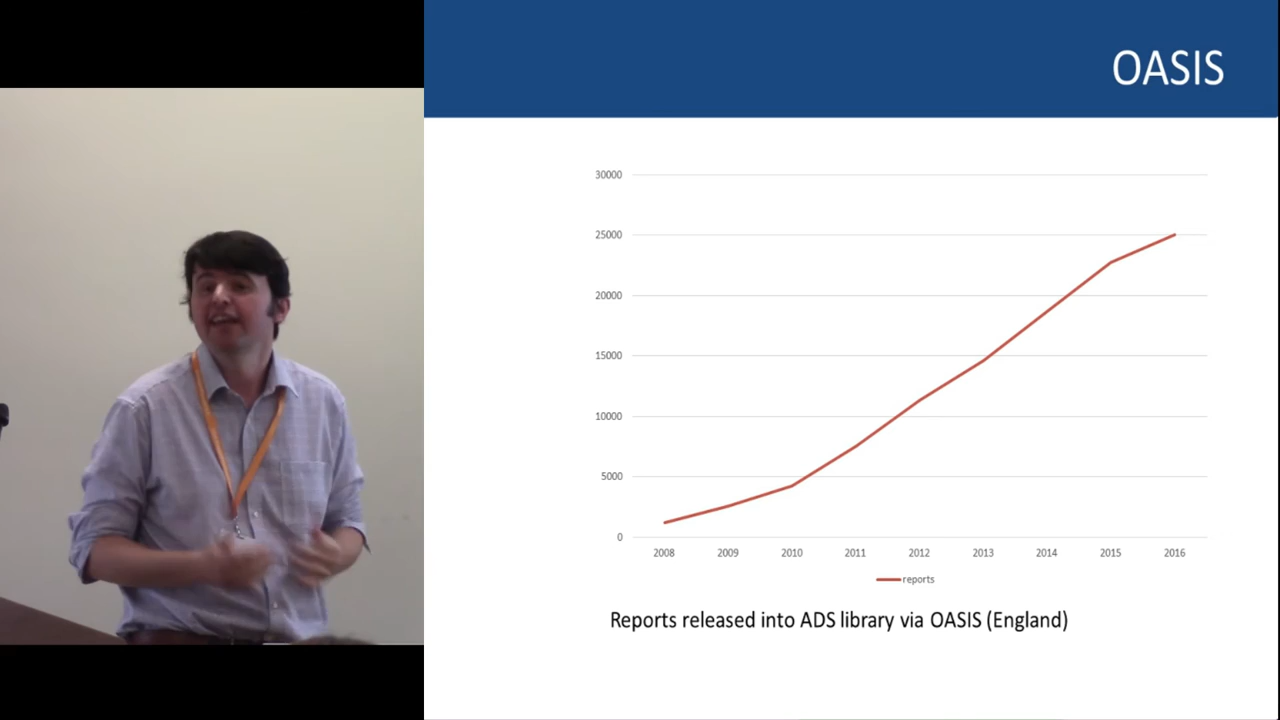 OASIS
30000
25000
20000
15000
10000
5000
0
2008 2009 2010 2011 2012 2013 2014 2015 2016
reports
Reports released into ADS library via OASIS (England)